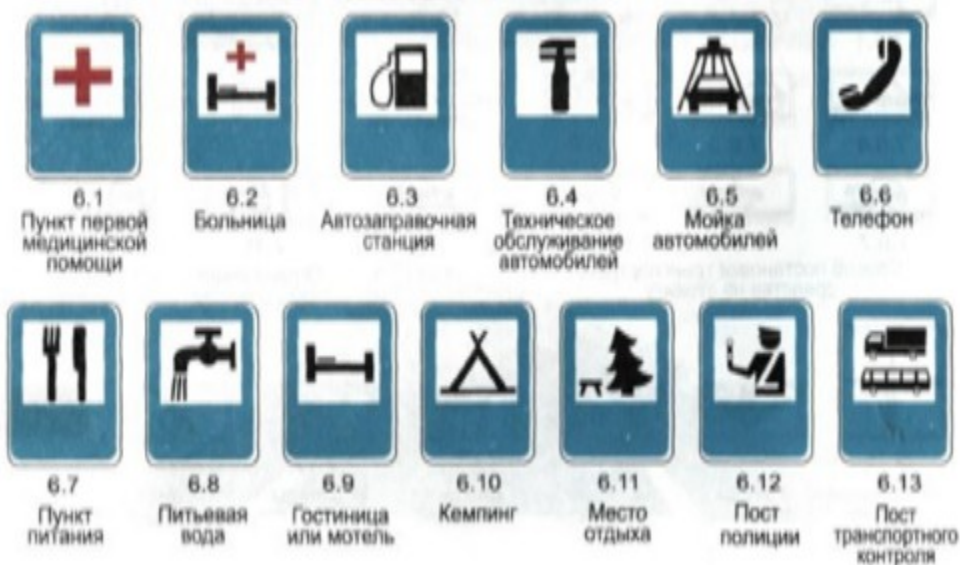 6.1
Пункт первой
медицинской
помощи
6.2
Больница
6.3
Автозаправочная
станция
6.4
Техническое
обслуживание
автомобилей
6.5
Мойка
автомобилей
6.6
Телефон
6.7
Пункт
питания
6.8
Питьевая
вода
6.9
Гостиница
или мотель
6.10
Кемпинг
6.11
Место
отдыха
6.12
Пост
полиции
6.13
Пост
транспортного
контроля